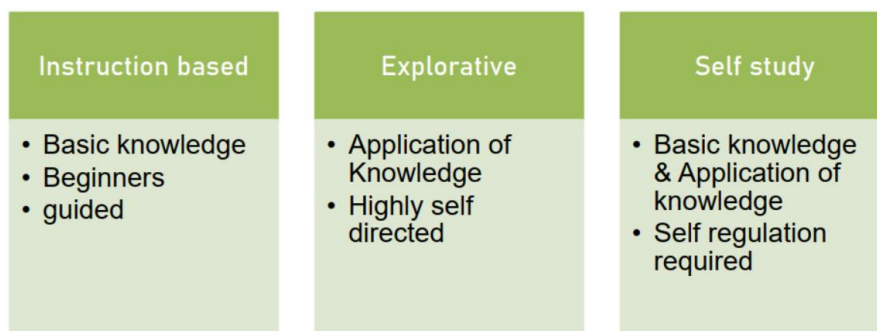 Instruction based
• Basic knowledge
• Beginners
• guided
Explorative
• Application of
Knowledge
• Highly self
directed
Self study
• Basic knowledge
& Application of
knowledge
• Self regulation
required